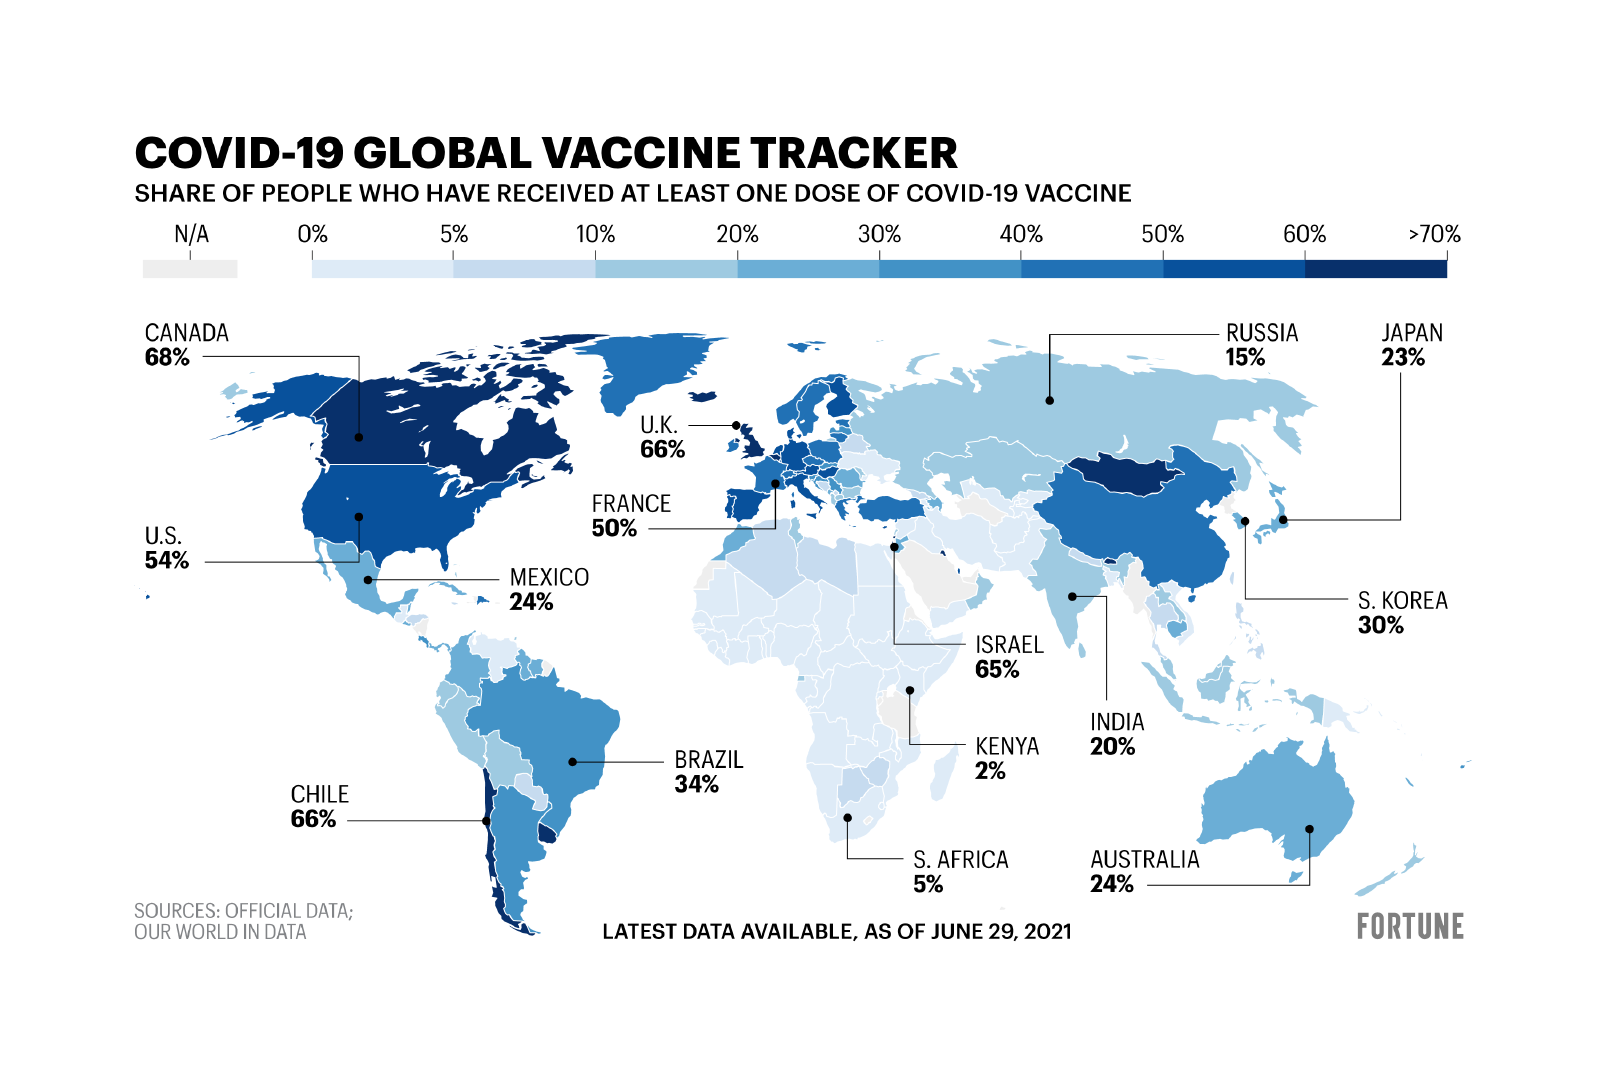 COVID-19 GLOBAL VACCINE TRACKER
SHARE OF PEOPLE WHO HAVE RECEIVED AT LEAST ONE DOSE OF COVID-19 VACCINE
N/A 0% 5% 10% 20% 30% 40% 50% 60% >70%
CANADA
68%
RUSSIA
15%
JAPAN
23%
U.K.
66%
FRANCE
50%
U.S.
54%
MEXICO
24%
S. KOREA
30%
ISRAEL
65%
INDIA
20%
KENYA
2%
BRAZIL
34%
CHILE
66%
S. AFRICA
5%
AUSTRALIA
24%
SOURCES: OFFICIAL DATA;
OUR WORLD IN DATA
LATEST DATA AVAILABLE, AS OF JUNE 29, 2021
FORTUNE